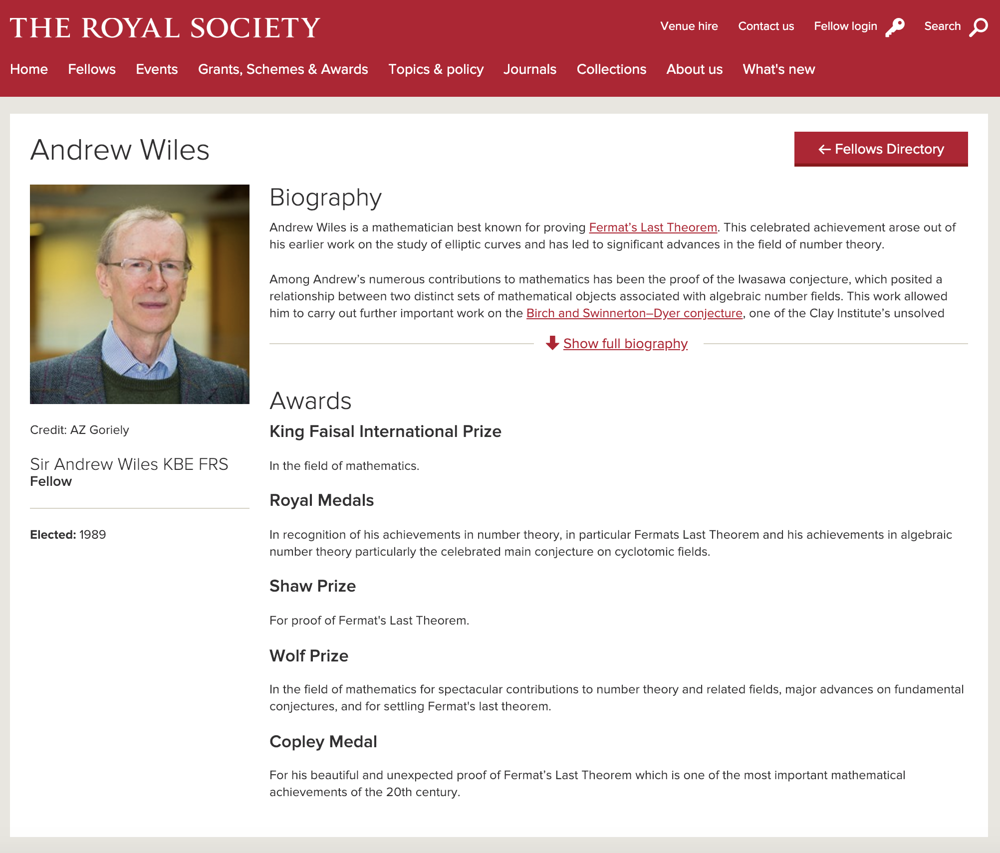 THE ROYAL SOCIETY
Venue hire
Contact us
Fellow login
Search
Home
Fellows
Events
Grants, Schemes & Awards
Topics & policy
Journals
Collections
About us
What's new
Andrew Wiles
← Fellows Directory
Credit: AZ Goriely
Sir Andrew Wiles KBE FRS
Fellow
Elected: 1989
Biography
Andrew Wiles is a mathematician best known for proving Fermat’s Last Theorem. This celebrated achievement arose out of
his earlier work on the study of elliptic curves and has led to significant advances in the field of number theory.
Among Andrew’s numerous contributions to mathematics has been the proof of the Iwasawa conjecture, which posited a
relationship between two distinct sets of mathematical objects associated with algebraic number fields. This work allowed
him to carry out further important work on the Birch and Swinnerton–Dyer conjecture, one of the Clay Institute’s unsolved
Show full biography
Awards
King Faisal International Prize
In the field of mathematics.
Royal Medals
In recognition of his achievements in number theory, in particular Fermats Last Theorem and his achievements in algebraic
number theory particularly the celebrated main conjecture on cyclotomic fields.
Shaw Prize
For proof of Fermat's Last Theorem.
Wolf Prize
In the field of mathematics for spectacular contributions to number theory and related fields, major advances on fundamental
conjectures, and for settling Fermat's last theorem.
Copley Medal
For his beautiful and unexpected proof of Fermat’s Last Theorem which is one of the most important mathematical
achievements of the 20th century.